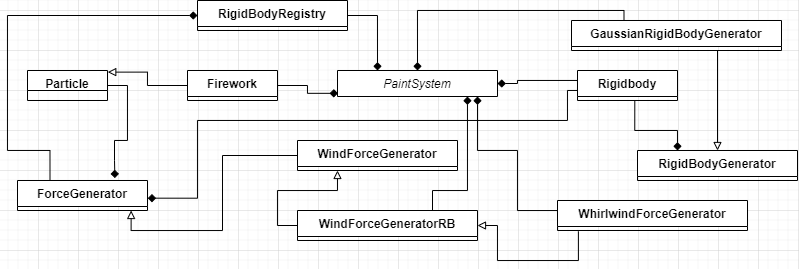 RigidBodyRegistry
GaussianRigidBodyGenerator
Particle
Firework
PaintSystem
Rigidbody
WindForceGenerator
RigidBodyGenerator
ForceGenerator
WindForceGeneratorRB
WhirlwindForceGenerator